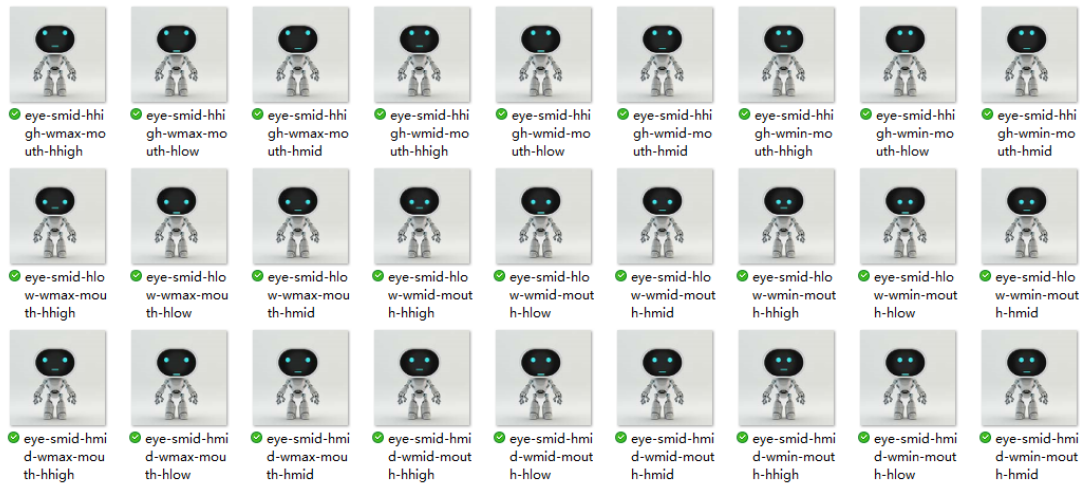 eye-smid-hhi
gh-wmax-mo
uth-hhigh
eye-smid-hhi
gh-wmax-mo
uth-hlow
eye-smid-hhi
gh-wmax-mo
uth-hmid
eye-smid-hhi
gh-wmid-mo
uth-hhigh
eye-smid-hhi
gh-wmid-mo
uth-hlow
eye-smid-hhi
gh-wmid-mo
uth-hmid
eye-smid-hhi
gh-wmin-mo
uth-hhigh
eye-smid-hhi
gh-wmin-mo
uth-hlow
eye-smid-hhi
gh-wmin-mo
uth-hmid
eye-smid-hlo
w-wmax-mou
th-hhigh
eye-smid-hlo
w-wmax-mou
th-hlow
eye-smid-hlo
w-wmax-mou
th-hmid
eye-smid-hlo
w-wmid-mout
h-hhigh
eye-smid-hlo
w-wmid-mout
h-hlow
eye-smid-hlo
w-wmid-mout
h-hmid
eye-smid-hlo
w-wmin-mout
h-hhigh
eye-smid-hlo
w-wmin-mout
h-hlow
eye-smid-hlo
w-wmin-mout
h-hmid
eye-smid-hmi
d-wmax-mou
th-hhigh
eye-smid-hmi
d-wmax-mou
th-hlow
eye-smid-hmi
d-wmax-mou
th-hmid
eye-smid-hmi
d-wmid-mout
h-hhigh
eye-smid-hmi
d-wmid-mout
h-hlow
eye-smid-hmi
d-wmid-mout
h-hmid
eye-smid-hmi
d-wmin-mout
h-hhigh
eye-smid-hmi
d-wmin-mout
h-hlow
eye-smid-hmi
d-wmin-mout
h-hmid